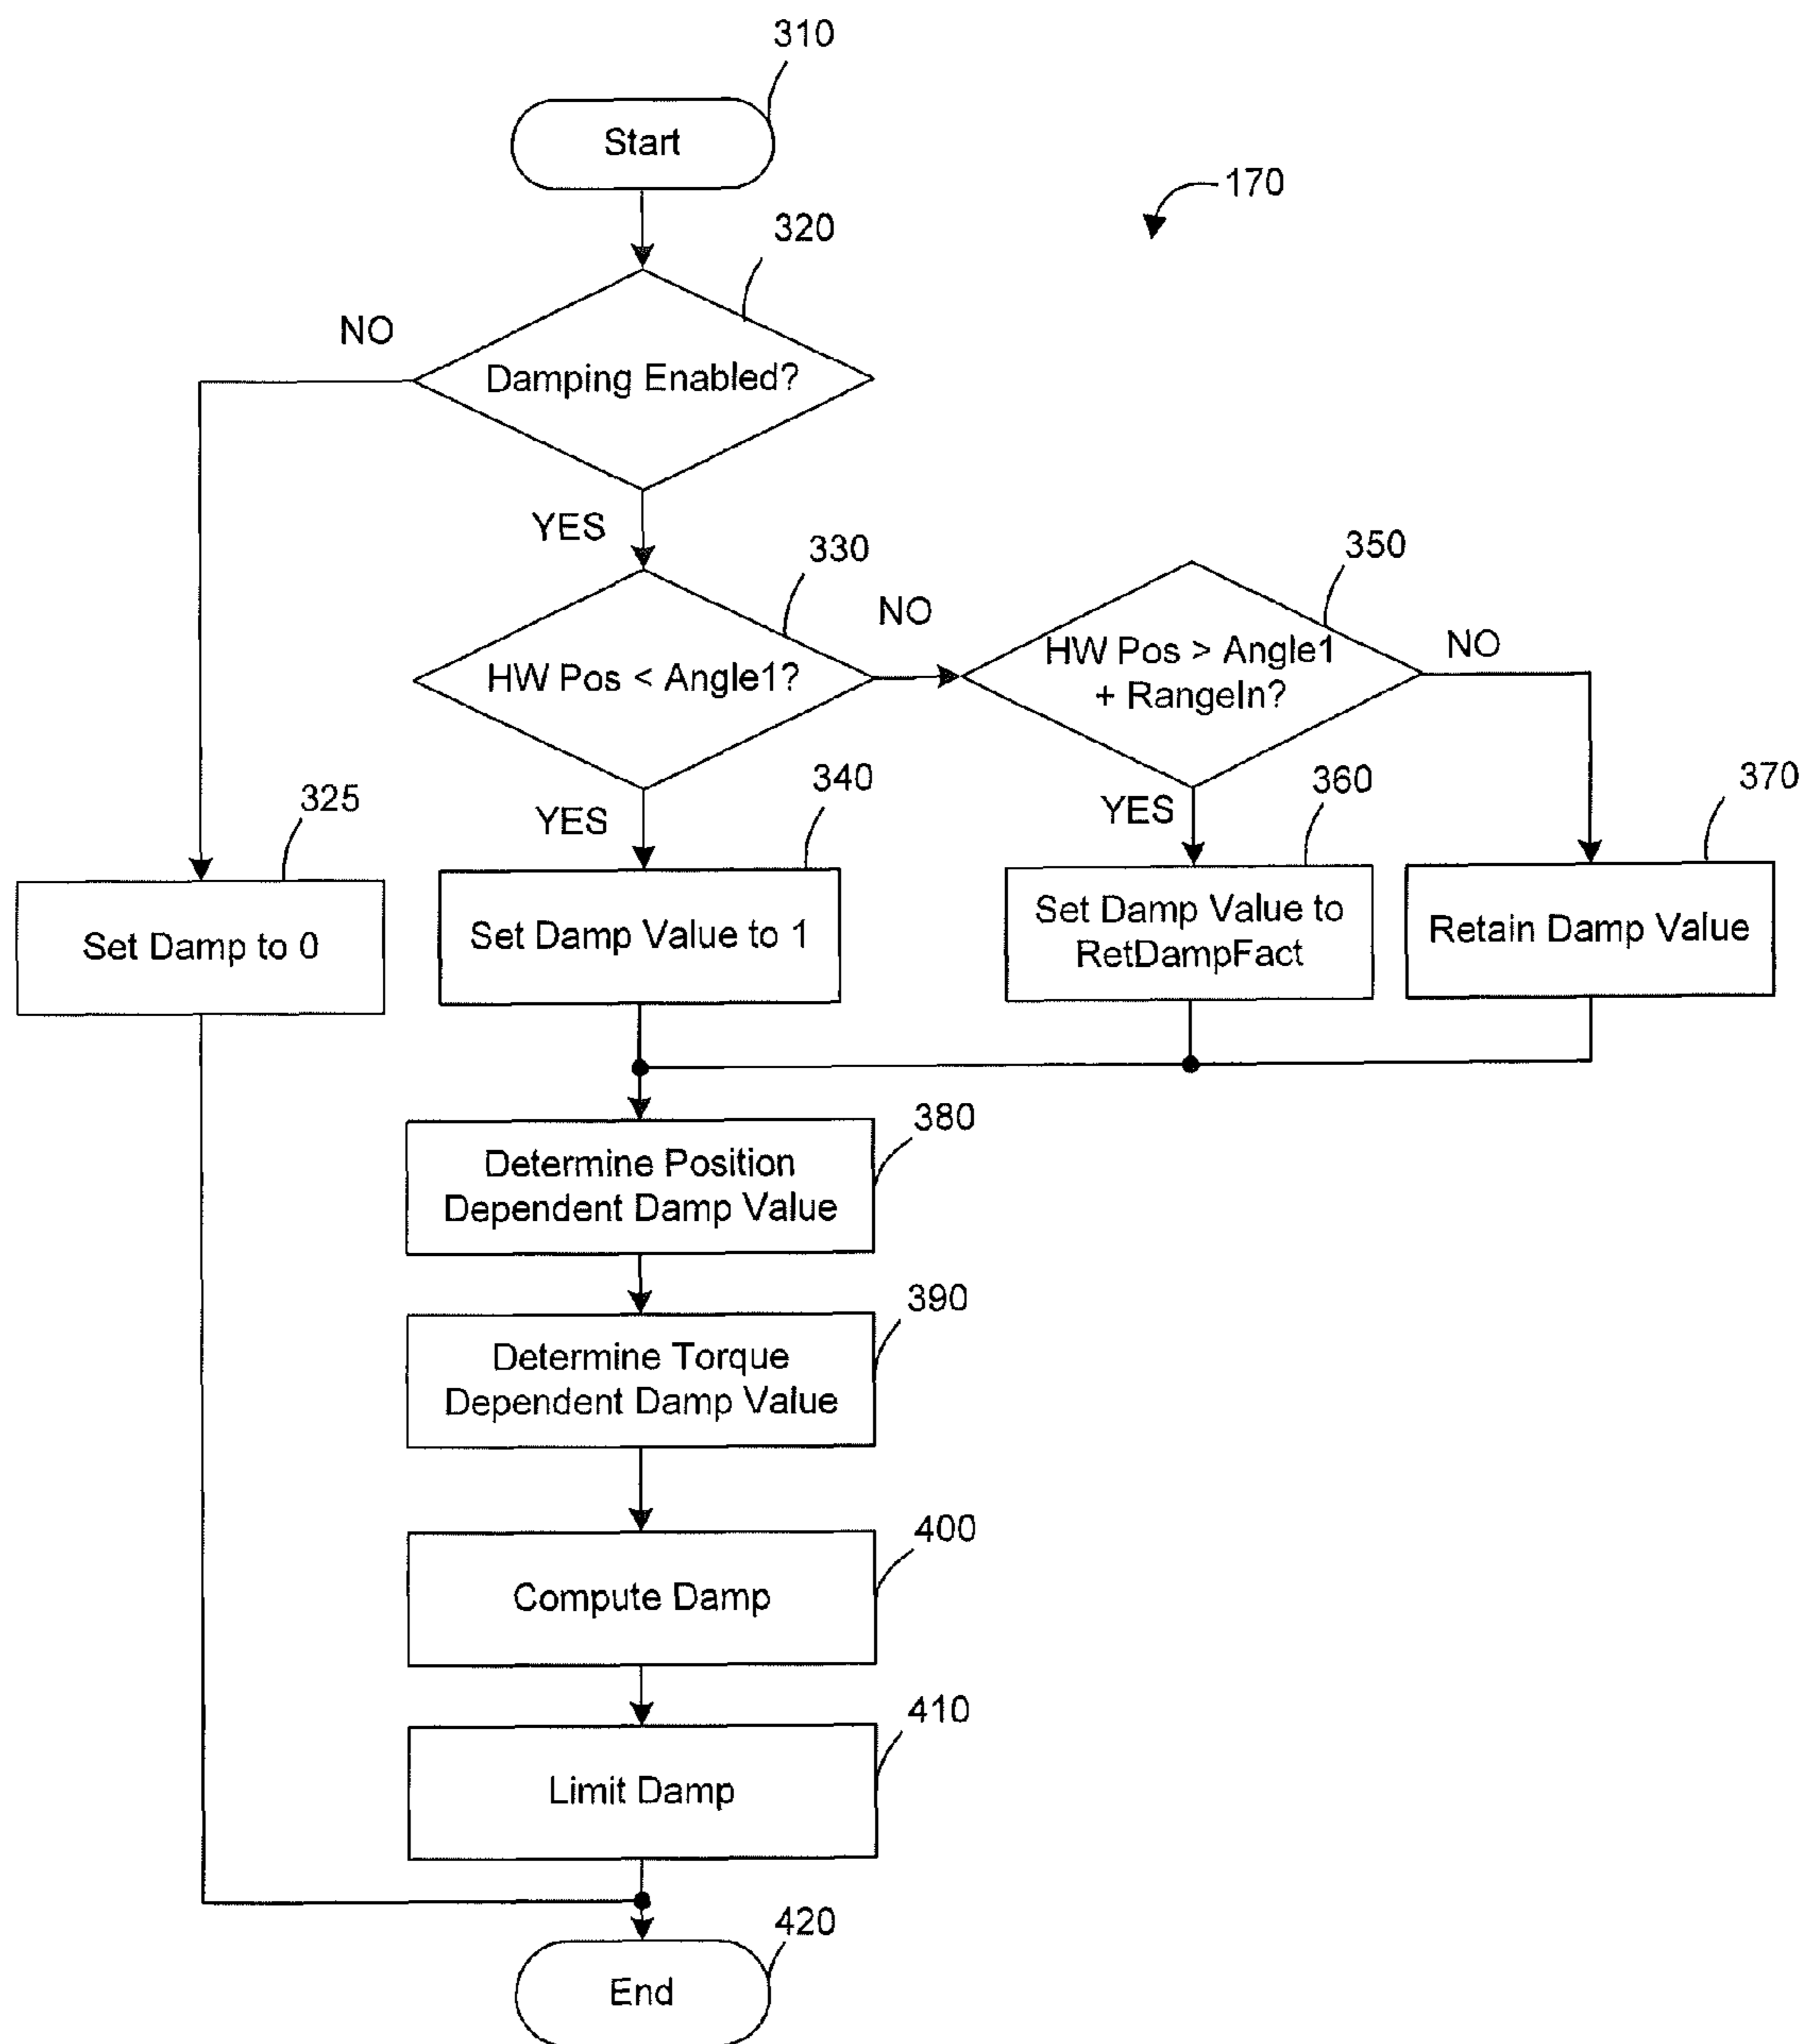 310
Start
170
320
NO
Damping Enabled?
YES
330
350
NO
HW Pos < Angle1?
HW Pos > Angle1
+ RangeIn?
NO
325
YES
340
YES
360
370
Set Damp to 0
Set Damp Value to 1
Set Damp Value to
RetDampFact
Retain Damp Value
380
Determine Position
Dependent Damp Value
390
Determine Torque
Dependent Damp Value
400
Compute Damp
410
Limit Damp
420
End